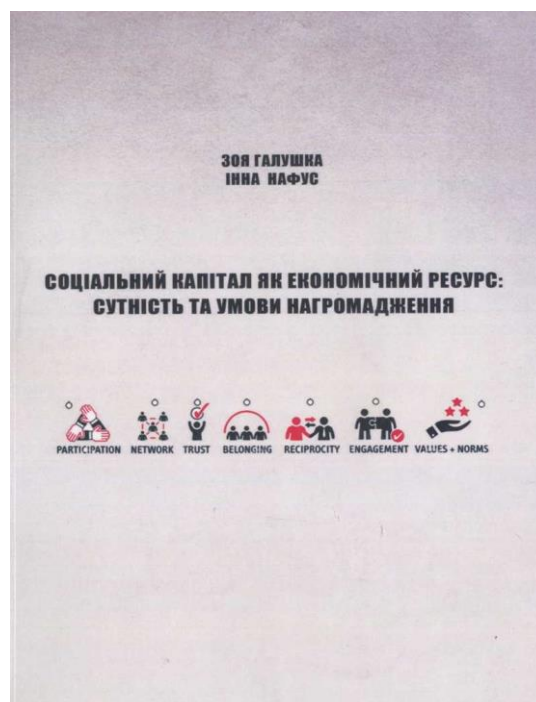 ЗОЯ ГАЛУШКА
ІННА НАФУС
СОЦІАЛЬНИЙ КАПІТАЛ ЯК ЕКОНОМІЧНИЙ РЕСУРС:
СУТНІСТЬ ТА УМОВИ НАГРОМАДЖЕННЯ
PARTICIPATION NETWORK TRUST BELONGING RECIPROCITY ENGAGEMENT VALUES + NORMS